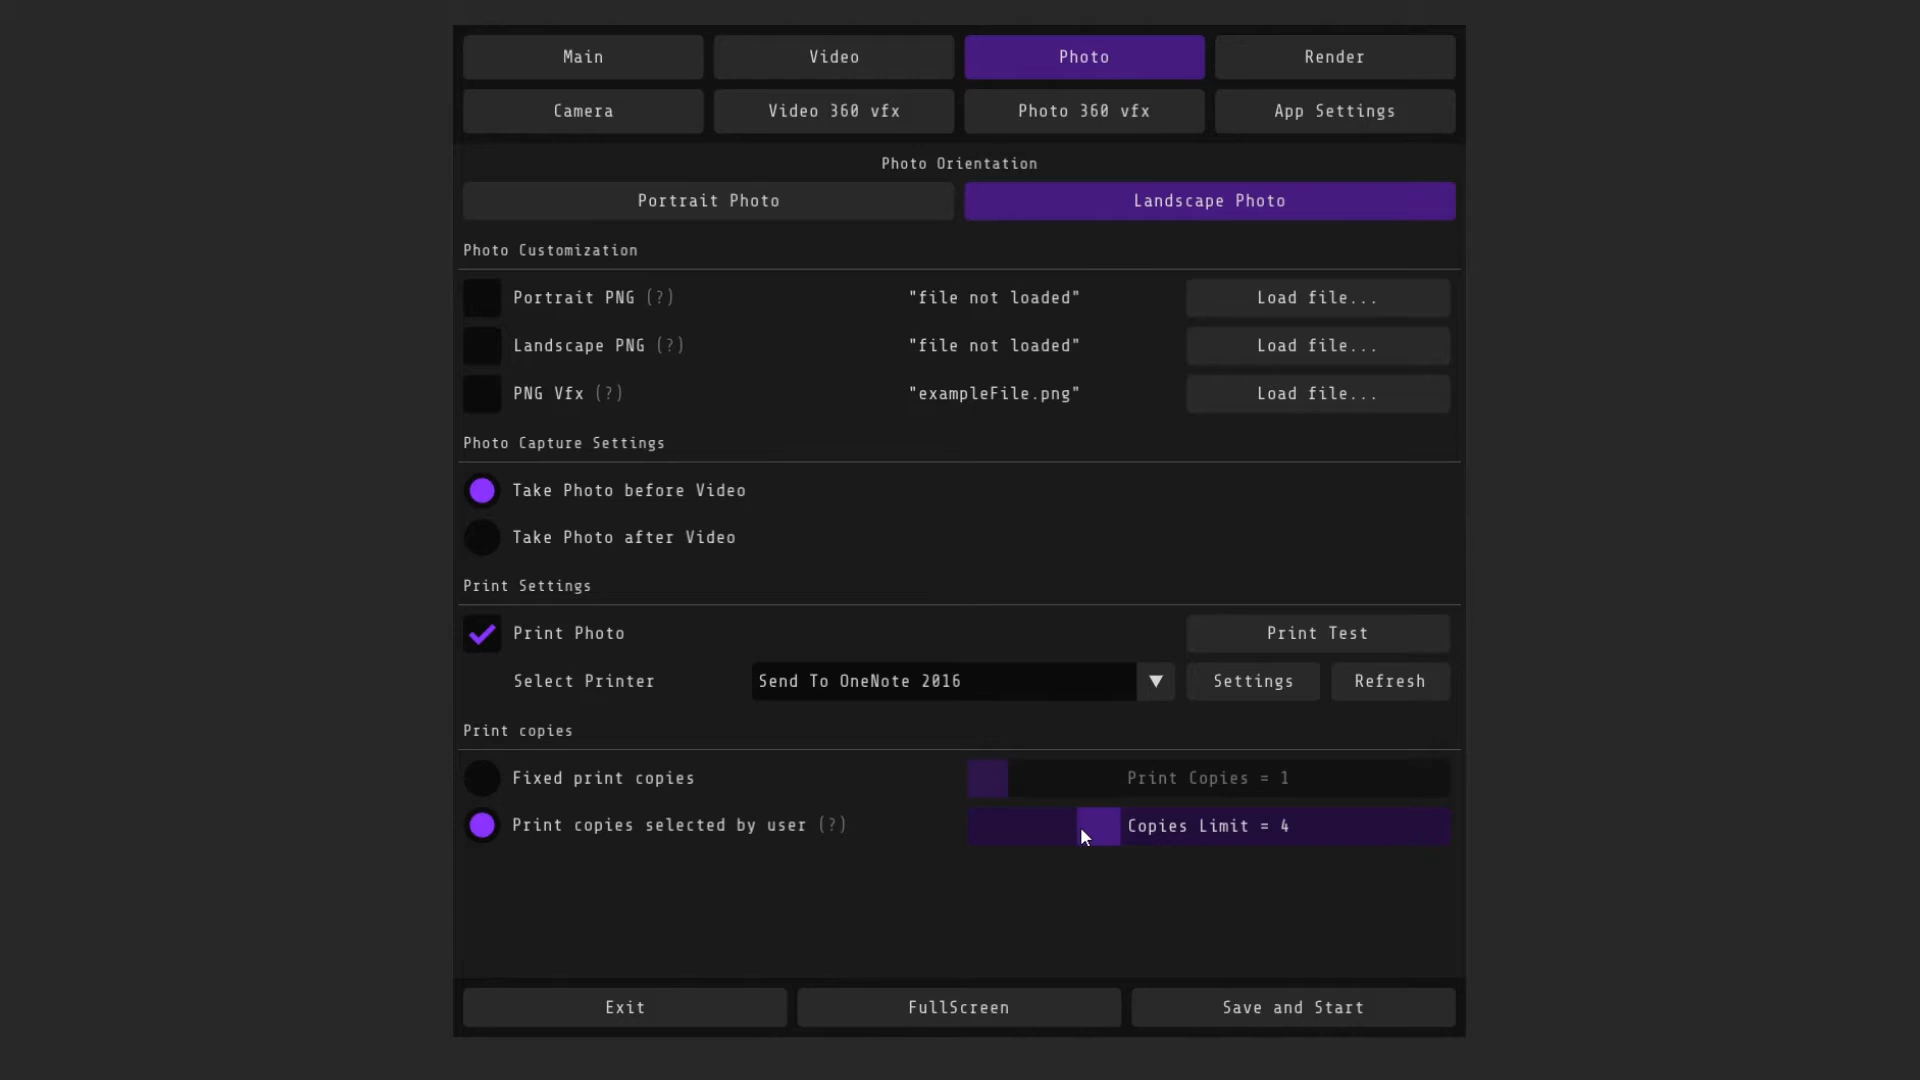 Main Video Photo Render
Camera Video 360 vfx Photo 360 vfx App Settings
Photo Orientation
Portrait Photo Landscape Photo
Photo Customization
Portrait PNG (?) "file not loaded" Load file...
Landscape PNG (?) "file not loaded" Load file...
PNG Vfx (?) "exampleFile.png" Load file...
Photo Capture Settings
Take Photo before Video
Take Photo after Video
Print Settings
Print Photo Print Test
Select Printer Send To OneNote 2016 Settings Refresh
Print copies
Fixed print copies Print Copies = 1
Print copies selected by user (?) Copies Limit = 4
Exit FullScreen Save and Start